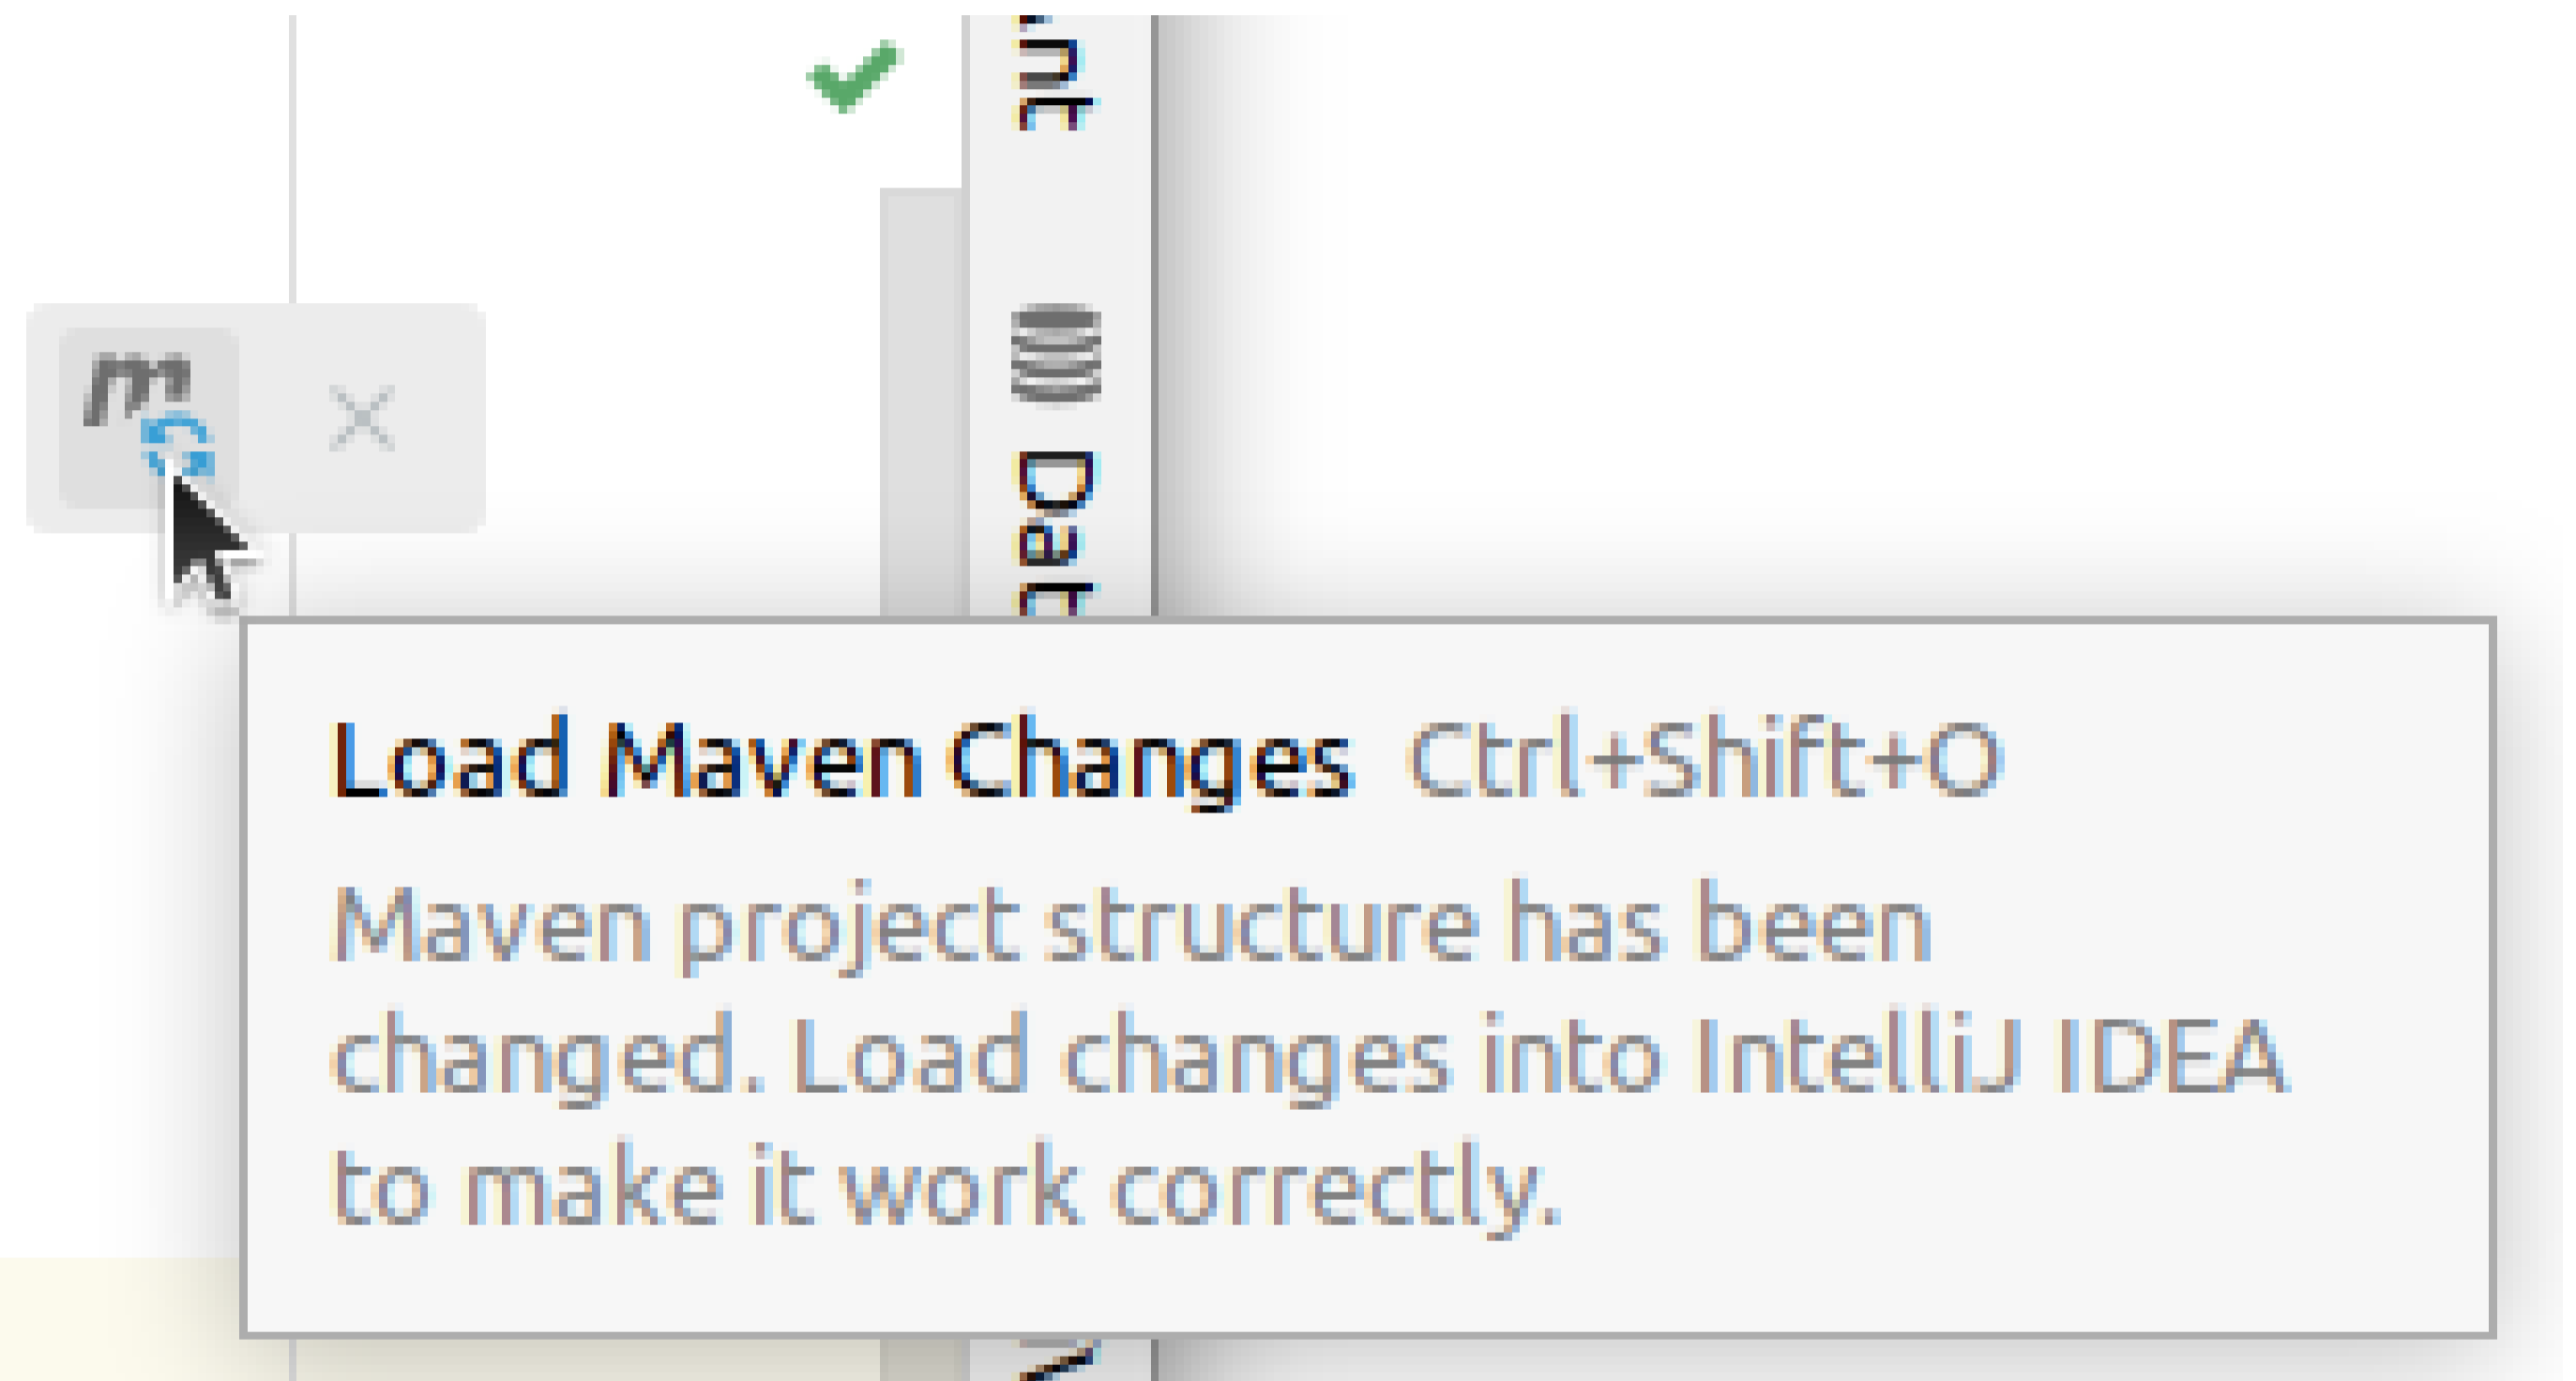 Load Maven Changes Ctrl+Shift+O
Maven project structure has been
changed. Load changes into IntelliJ IDEA
to make it work correctly.